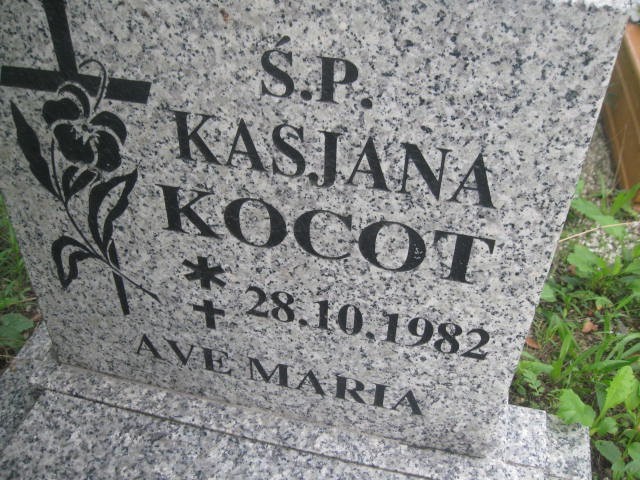 Ś.P.
KASJANA
KOCOT
* † 28.10.1982
AVE MARIA